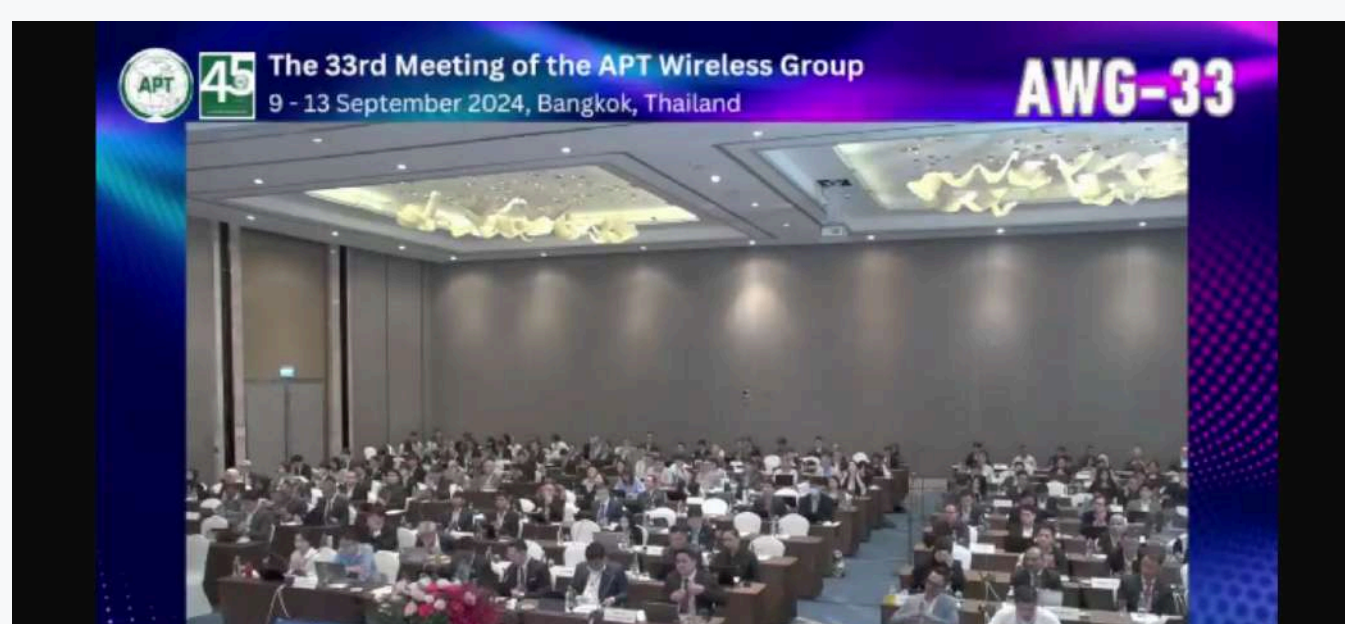 APT
45
The 33rd Meeting of the APT Wireless Group
9 - 13 September 2024, Bangkok, Thailand
AWG-33